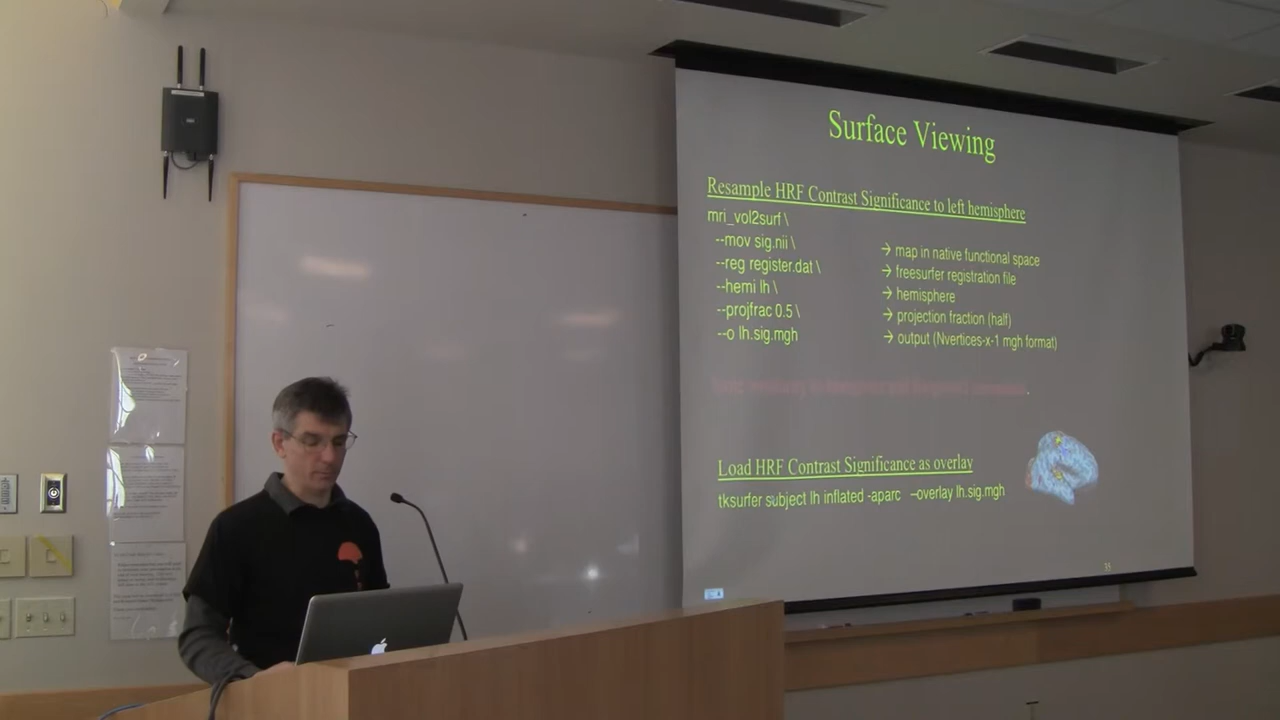 Surface Viewing
Resample HRF Contrast Significance to left hemisphere
mri_vol2surf \
--mov sig.nii \ → map in native functional space
--reg register.dat \ → freesurfer registration file
--hemi lh \ → hemisphere
--projfrac 0.5 \ → projection fraction (half)
--o lh.sig.mgh → output (Nvertices-x-1 mgh format)
Load HRF Contrast Significance as overlay
tksurfer subject lh inflated -aparc –overlay lh.sig.mgh
35